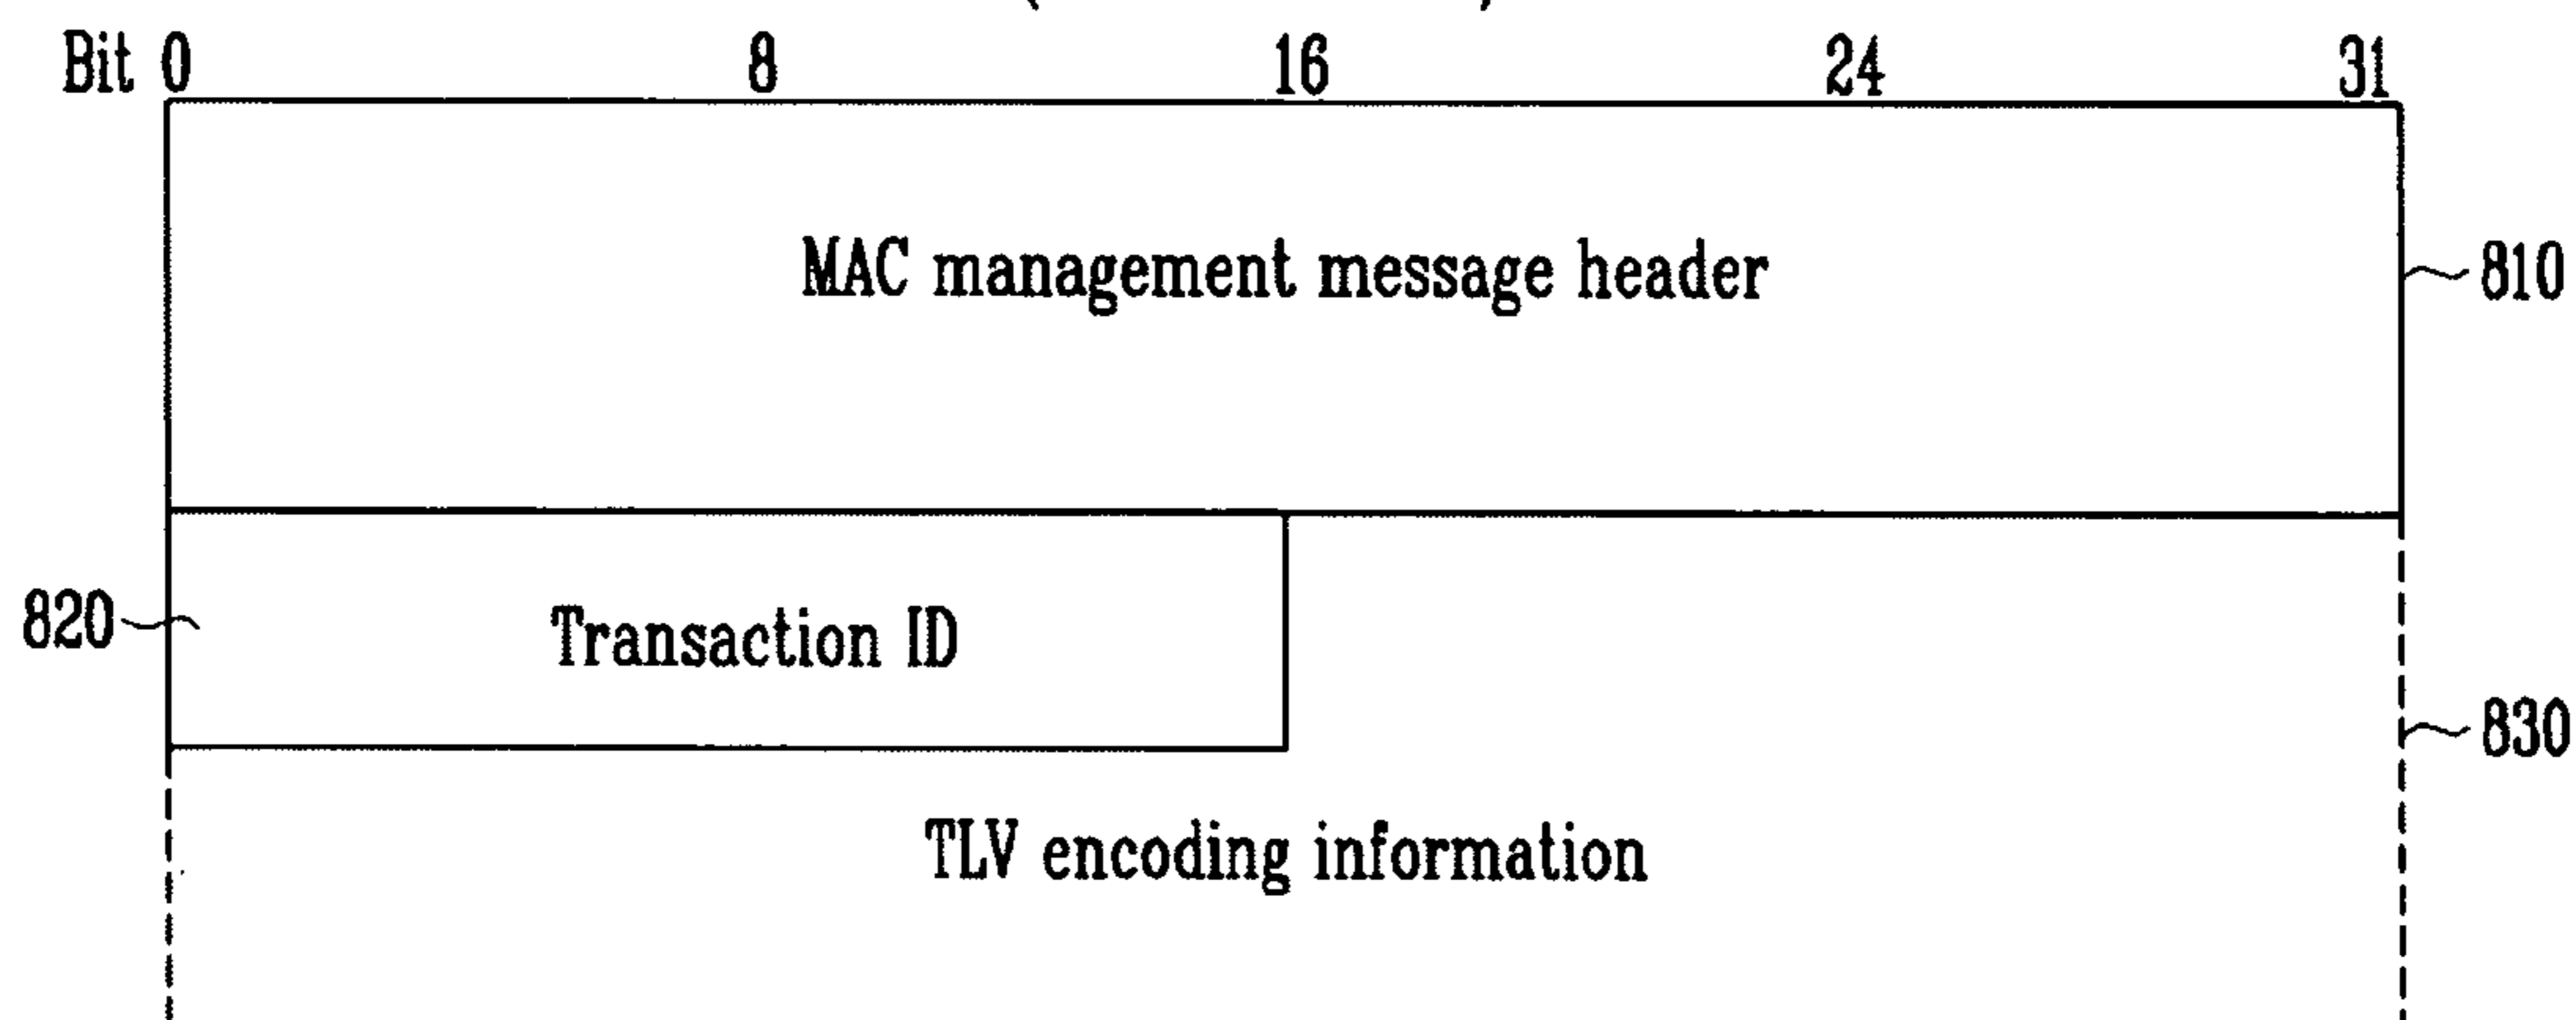 Bit 0 8 16 24 31
MAC management message header
810
820
Transaction ID
830
TLV encoding information